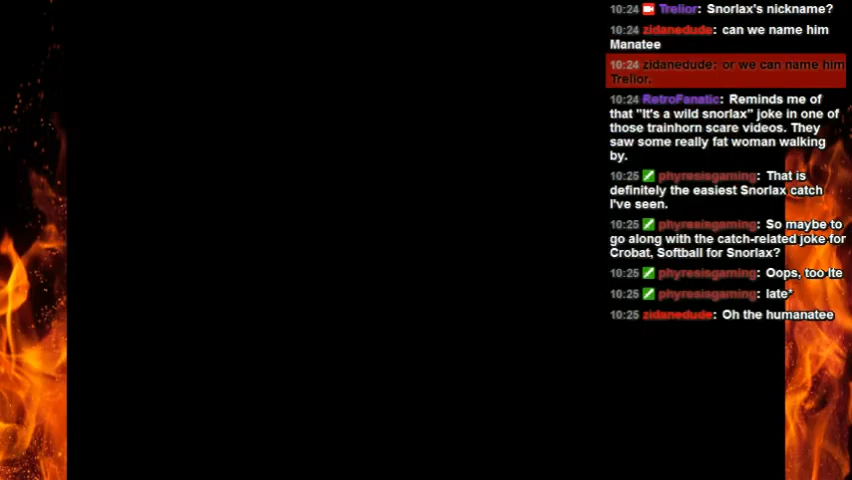 10:24 Trelior: Snorlax's nickname?
10:24 zidanedude: can we name him
Manatee
10:24 zidanedude: or we can name him
Trelior.
10:24 RetroFanatic: Reminds me of
that "It's a wild snorlax" joke in one of
those trainhorn scare videos. They
saw some really fat woman walking
by.
10:25 phyresisgaming: That is
definitely the easiest Snorlax catch
I've seen.
10:25 phyresisgaming: So maybe to
go along with the catch-related joke for
Crobat, Softball for Snorlax?
10:25 phyresisgaming: Oops, too lte
10:25 phyresisgaming: late*
10:25 zidanedude: Oh the humanatee